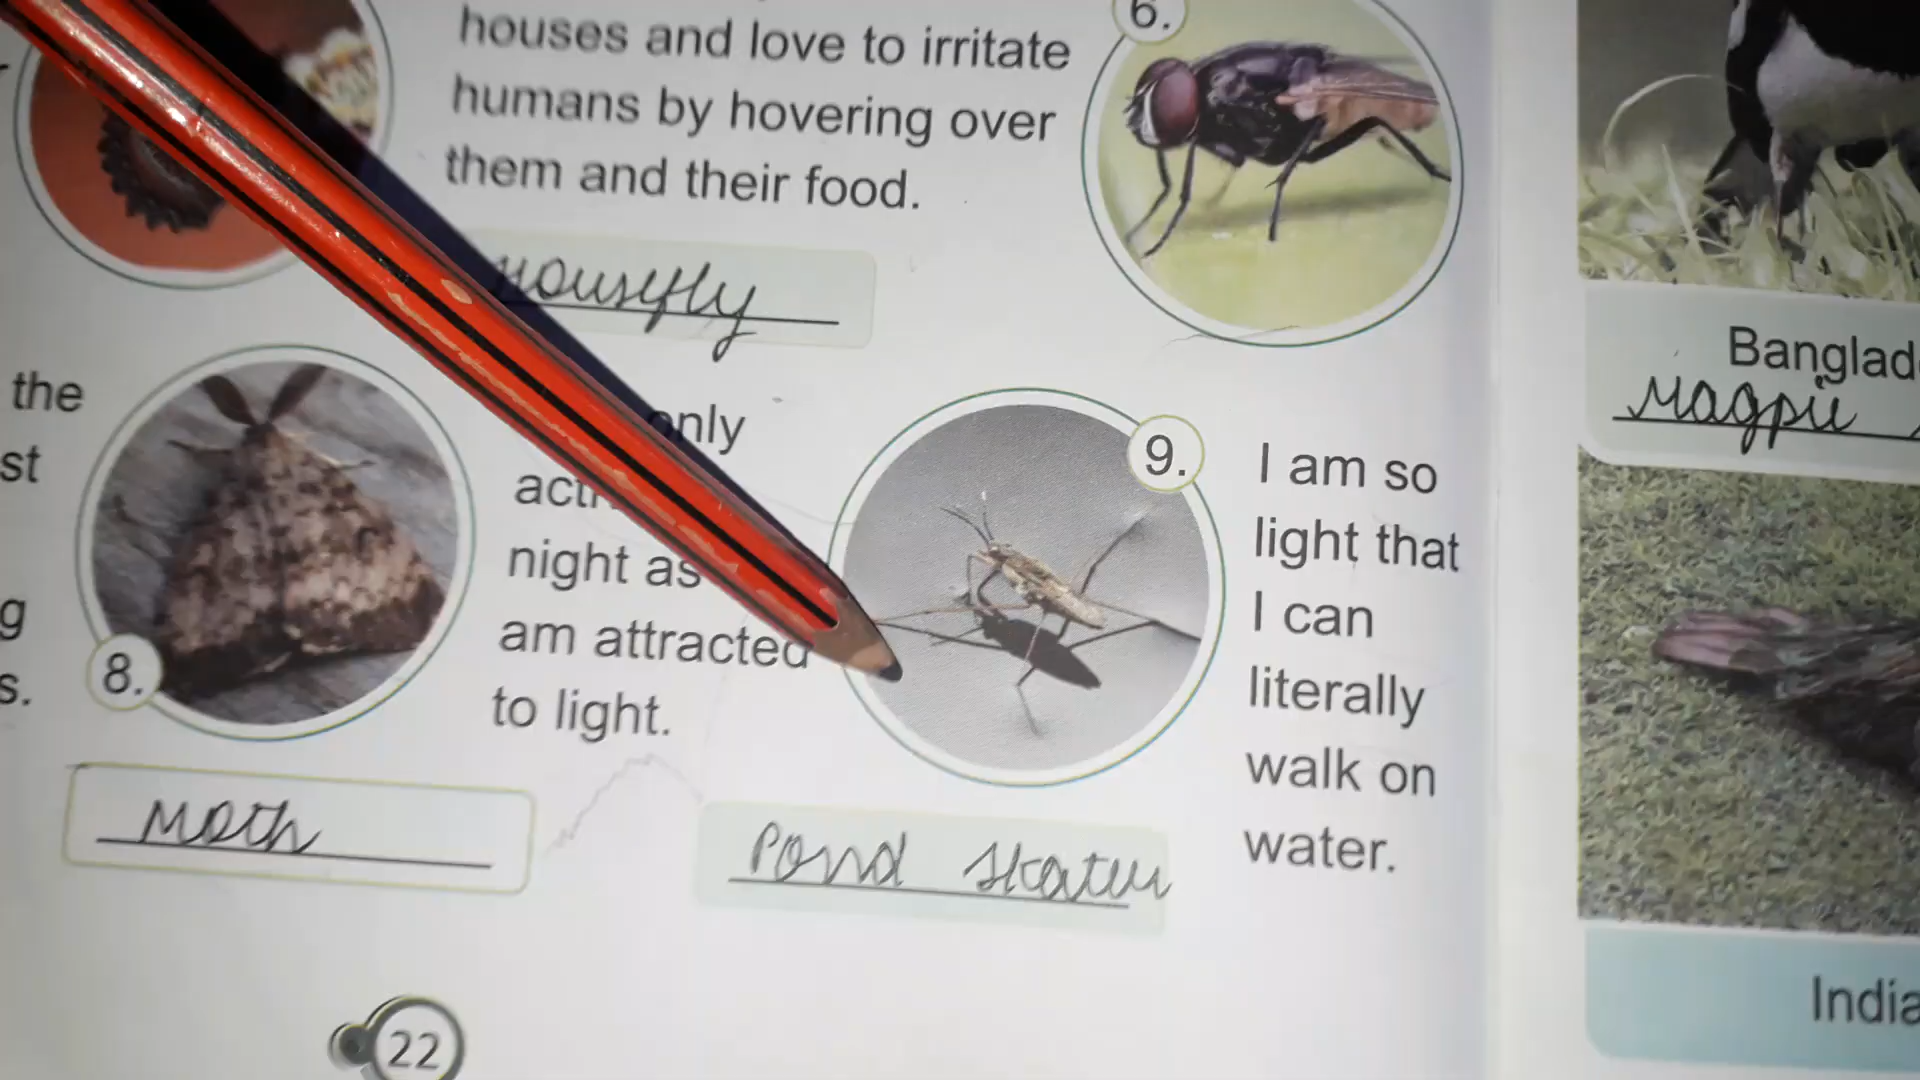 houses and love to irritate
humans by hovering over
them and their food.
6.
the
st
g
s.
8.
only
night as
am attracted
to light.
Moth
9.
I am so
light that
I can
literally
walk on
water.
Pond Skater
22
Banglad
Magpie
India